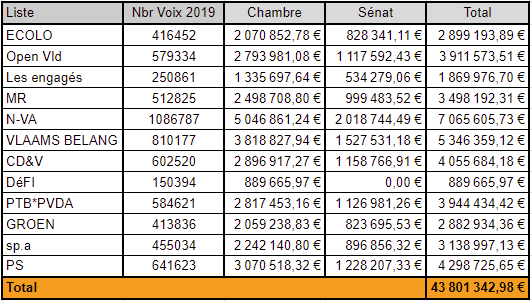 Liste Nbr Voix 2019 Chambre Sénat Total
ECOLO 416452 2 070 852,78 € 828 341,11 € 2 899 193,89 €
Open Vld 579334 2 793 981,08 € 1 117 592,43 € 3 911 573,51 €
Les engagés 250861 1 335 697,64 € 534 279,06 € 1 869 976,70 €
MR 512825 2 498 708,80 € 999 483,52 € 3 498 192,31 €
N-VA 1086787 5 046 861,24 € 2 018 744,49 € 7 065 605,73 €
VLAAMS BELANG 810177 3 818 827,94 € 1 527 531,18 € 5 346 359,12 €
CD&V 602520 2 896 917,27 € 1 158 766,91 € 4 055 684,18 €
DéFI 150394 889 665,97 € 0,00 € 889 665,97 €
PTB*PVDA 584621 2 817 453,16 € 1 126 981,26 € 3 944 434,42 €
GROEN 413836 2 059 238,83 € 823 695,53 € 2 882 934,36 €
sp.a 455034 2 242 140,80 € 896 856,32 € 3 138 997,13 €
PS 641623 3 070 518,32 € 1 228 207,33 € 4 298 725,65 €
Total 43 801 342,98 €